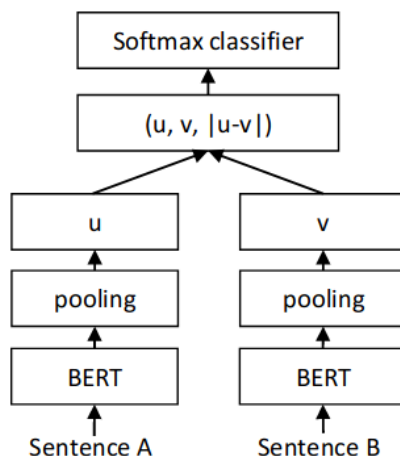 Softmax classifier
(u, v, |u-v|)
u v
pooling pooling
BERT BERT
Sentence A Sentence B